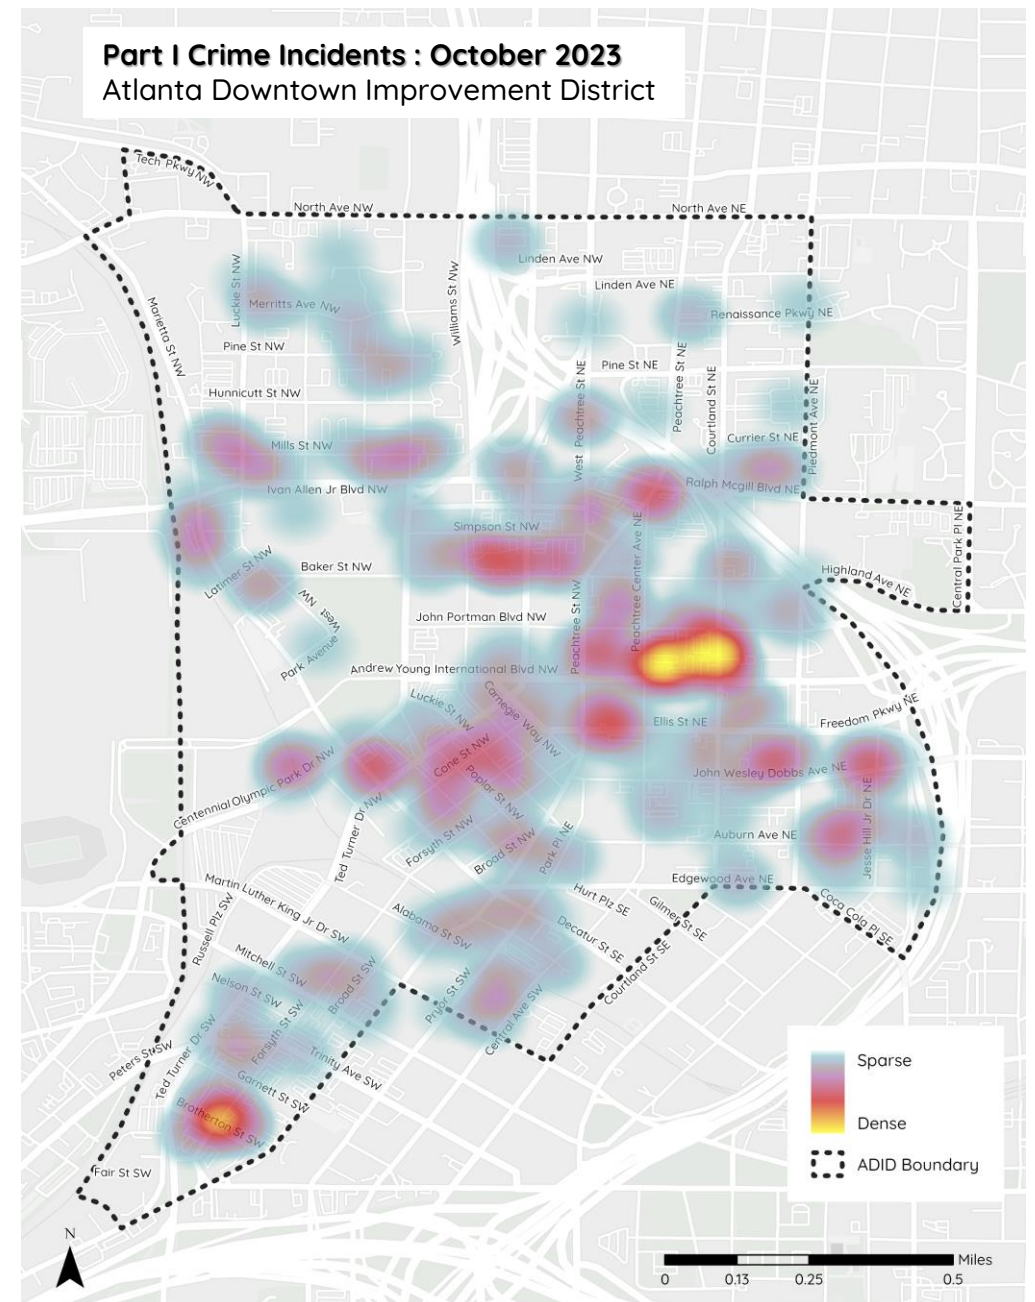 Part I Crime Incidents : October 2023
Atlanta Downtown Improvement District
Tech Pkwy NW
North Ave NW
North Ave NE
Linden Ave NW
Luckie St NW
Williams St NW
Linden Ave NE
Merritts Ave NW
Renaissance Pkwy NE
Marietta St NW
Pine St NW
Pine St NE
Peachtree St NE
Courtland St NE
Hunnicutt St NW
West Peachtree St NE
Piedmont Ave NE
Mills St NW
Currier St NE
Ivan Allen Jr Blvd NW
Ralph Mcgill Blvd NE
Simpson St NW
Peachtree Center Ave NE
Central Park Pl NE
Latimer St NW
Baker St NW
Highland Ave NE
Park Avenue West NW
John Portman Blvd NW
Peachtree St NW
Andrew Young International Blvd NW
Luckie St NW
Carnegie Way NW
Ellis St NE
Freedom Pkwy NE
Cone St NW
Centennial Olympic Park Dr NW
Poplar St NW
John Wesley Dobbs Ave NE
Ted Turner Dr NW
Forsyth St NW
Broad St NW
Park Pl NE
Auburn Ave NE
Jesse Hill Jr Dr NE
Edgewood Ave NE
Martin Luther King Jr Dr SW
Hurt Plz SE
Gilmer St SE
Coca Cola Pl SE
Russell Plz SW
Alabama St SW
Decatur St SE
Courtland St SE
Mitchell St SW
Broad St SW
Pryor St SW
Central Ave SW
Nelson St SW
Forsyth St SW
Peters St SW
Ted Turner Dr SW
Trinity Ave SW
Garnett St SW
Brotherton St SW
Fair St SW
Sparse
Dense
ADID Boundary
N
Miles
0 0.13 0.25 0.5